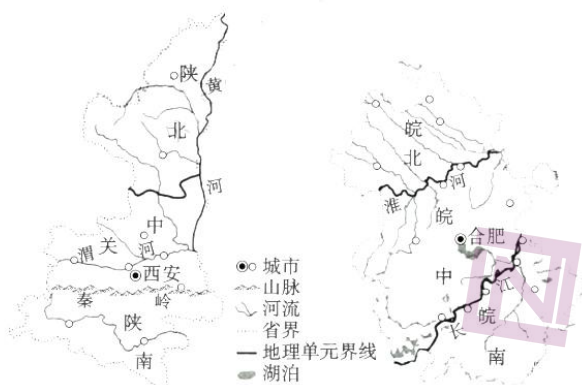 陕
北
黄
河
关
中
渭
河
西安
秦
岭
陕
南
城市
山脉
河流
省界
地理单元界线
湖泊
皖
北
淮
河
皖
中
合肥
长
江
皖
南